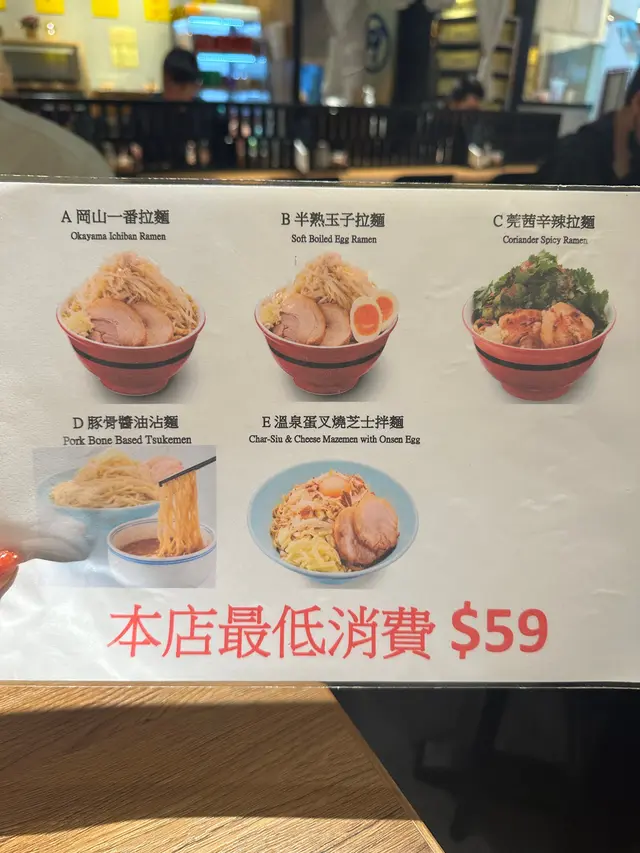 A 岡山一番拉麵
Okayama Ichiban Ramen
B 半熟玉子拉麵
Soft Boiled Egg Ramen
C 莞茜辛辣拉麵
Coriander Spicy Ramen
D 豚骨醬油沾麵
Pork Bone Based Tsukemen
E 溫泉蛋叉燒芝士拌麵
Char-Siu & Cheese Mazemen with Onsen Egg
本店最低消費 $59